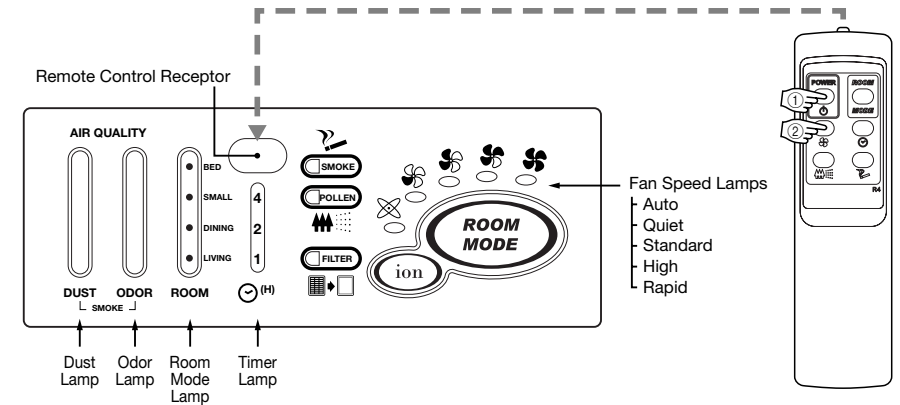 Remote Control Receptor
AIR QUALITY
BED
SMALL
DINING
LIVING
4
2
1
(H)
SMOKE
POLLEN
FILTER
ROOM
MODE
ion
DUST
ODOR
ROOM
SMOKE
Dust
Lamp
Odor
Lamp
Room
Mode
Lamp
Timer
Lamp
Fan Speed Lamps
Auto
Quiet
Standard
High
Rapid
POWER
ROOM
MODE
①
②
R4